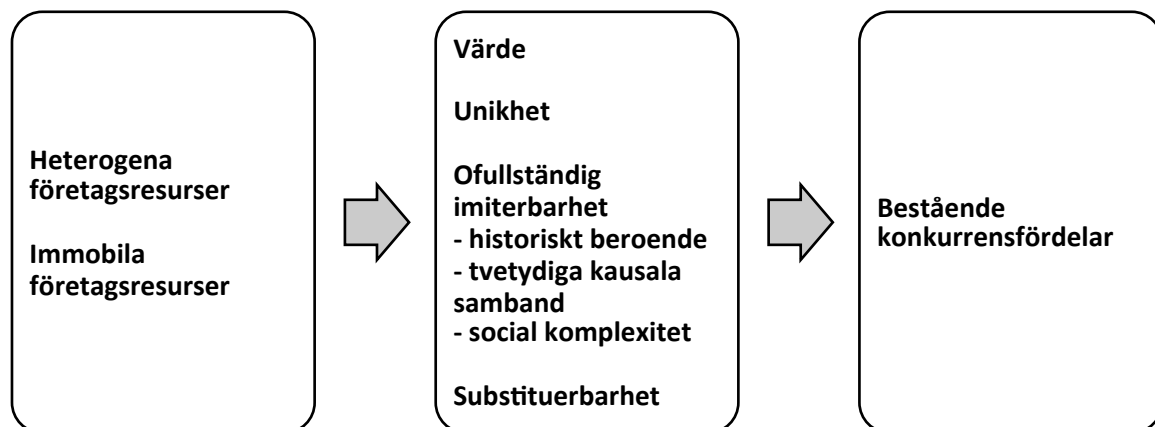 Heterogena
företagsresurser
Immobila
företagsresurser
Värde
Unikhet
Ofullständig
imiterbarhet
- historiskt beroende
- tvetydiga kausala
samband
- social komplexitet
Substituerbarhet
Bestående
konkurrensfördelar